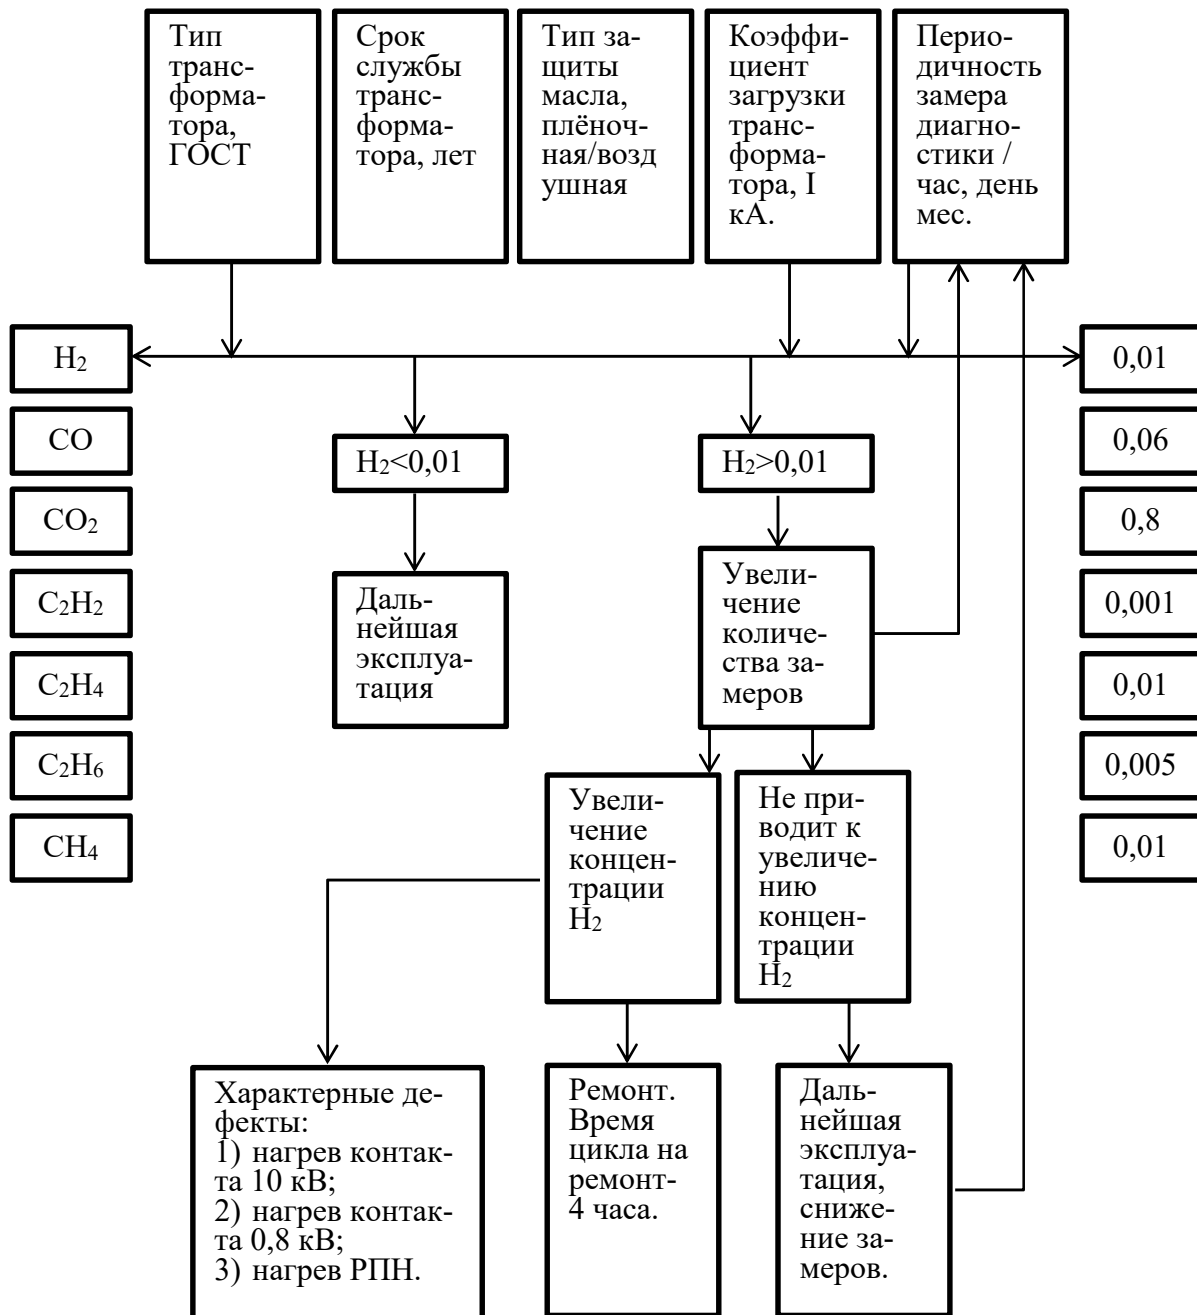 Тип
транс-
форма-
тора,
ГОСТ
Срок
службы
транс-
форма-
тора, лет
Тип за-
щиты
масла,
плёноч-
ная/возд
ушная
Коэффи-
циент
загрузки
транс-
форма-
тора, I
кА.
Перио-
дичность
замера
диагно-
стики /
час, день
мес.
H₂
0,01
CO
H₂<0,01
H₂>0,01
0,06
CO₂
0,8
C₂H₂
Даль-
нейшая
эксплуа-
тация
Увели-
чение
количе-
ства за-
меров
0,001
C₂H₄
0,01
C₂H₆
0,005
CH₄
0,01
Увели-
чение
концен-
трации
H₂
Не при-
водит к
увеличе-
нию
концен-
трации
H₂
Характерные де-
фекты:
1) нагрев контак-
та 10 кВ;
2) нагрев контак-
та 0,8 кВ;
3) нагрев РПН.
Ремонт.
Время
цикла на
ремонт-
4 часа.
Даль-
нейшая
эксплуа-
тация,
сниже-
ние за-
меров.